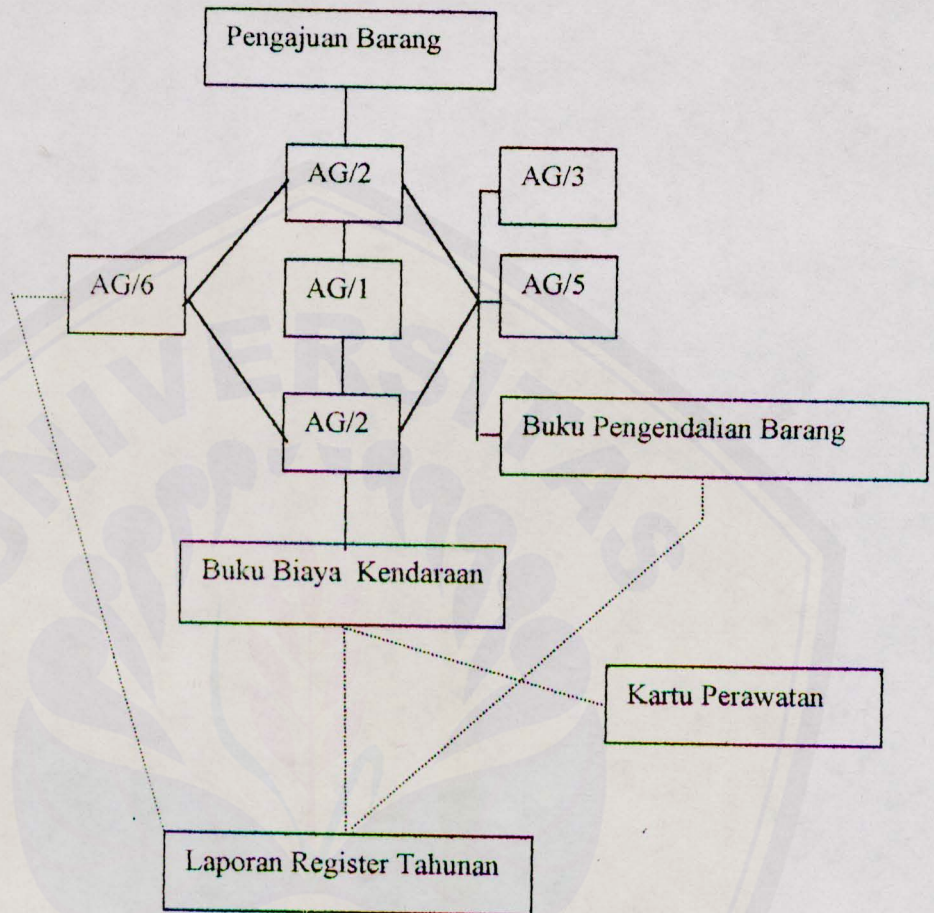 Pengajuan Barang
AG/2
AG/3
AG/6
AG/1
AG/5
AG/2
Buku Pengendalian Barang
Buku Biaya  Kendaraan
Kartu Perawatan
Laporan Register Tahunan
UNIVERSITAS